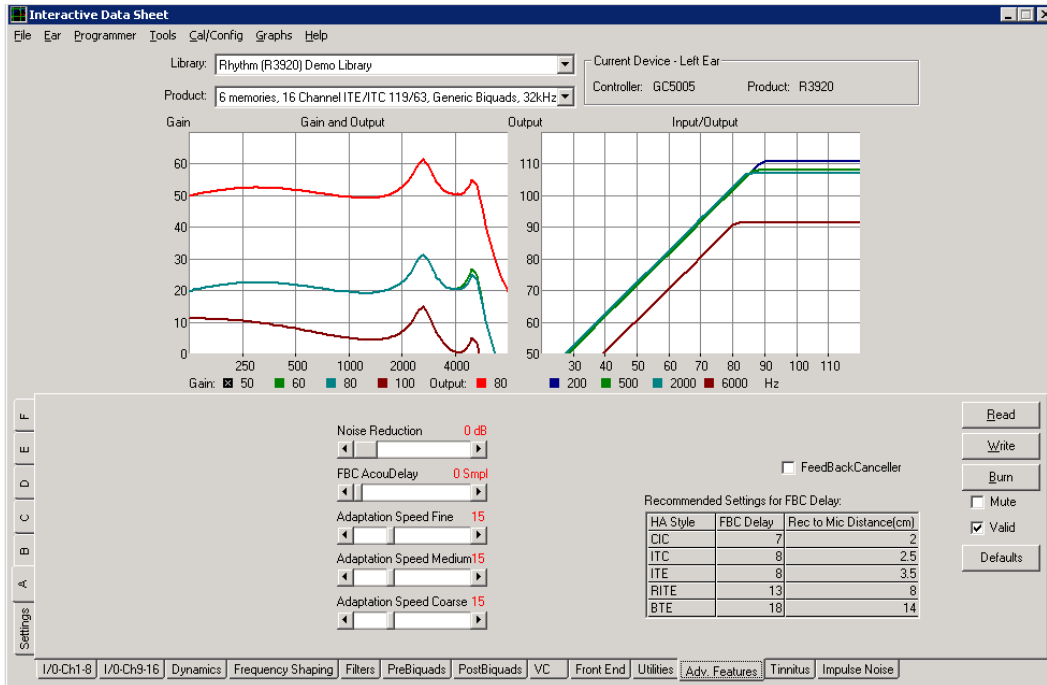 Interactive Data Sheet
File Ear Programmer Tools Cal/Config Graphs Help
Library: Rhythm (R3920) Demo Library
Product: 6 memories, 16 Channel ITE/ITC 119/63, Generic Biquads, 32kHz
Current Device - Left Ear
Controller: GC5005 Product: R3920
Gain Gain and Output Output Input/Output
60
50
40
30
20
10
0
250 500 1000 2000 4000
110
100
90
80
70
60
50
30 40 50 60 70 80 90 100 110
Gain: 50 60 80 100 Output: 80 200 500 2000 6000 Hz
F
E
D
C
B
A
Settings
Noise Reduction 0 dB
FBC AcouDelay 0 Smpl
Adaptation Speed Fine 15
Adaptation Speed Medium 15
Adaptation Speed Coarse 15
FeedBackCanceller
Recommended Settings for FBC Delay:
HA Style FBC Delay Rec to Mic Distance(cm)
CIC 7 2
ITC 8 2.5
ITE 8 3.5
RITE 13 8
BTE 18 14
Read
Write
Burn
Mute
Valid
Defaults
I/0-Ch1-8 I/0-Ch9-16 Dynamics Frequency Shaping Filters PreBiquads PostBiquads VC Front End Utilities Adv. Features Tinnitus Impulse Noise